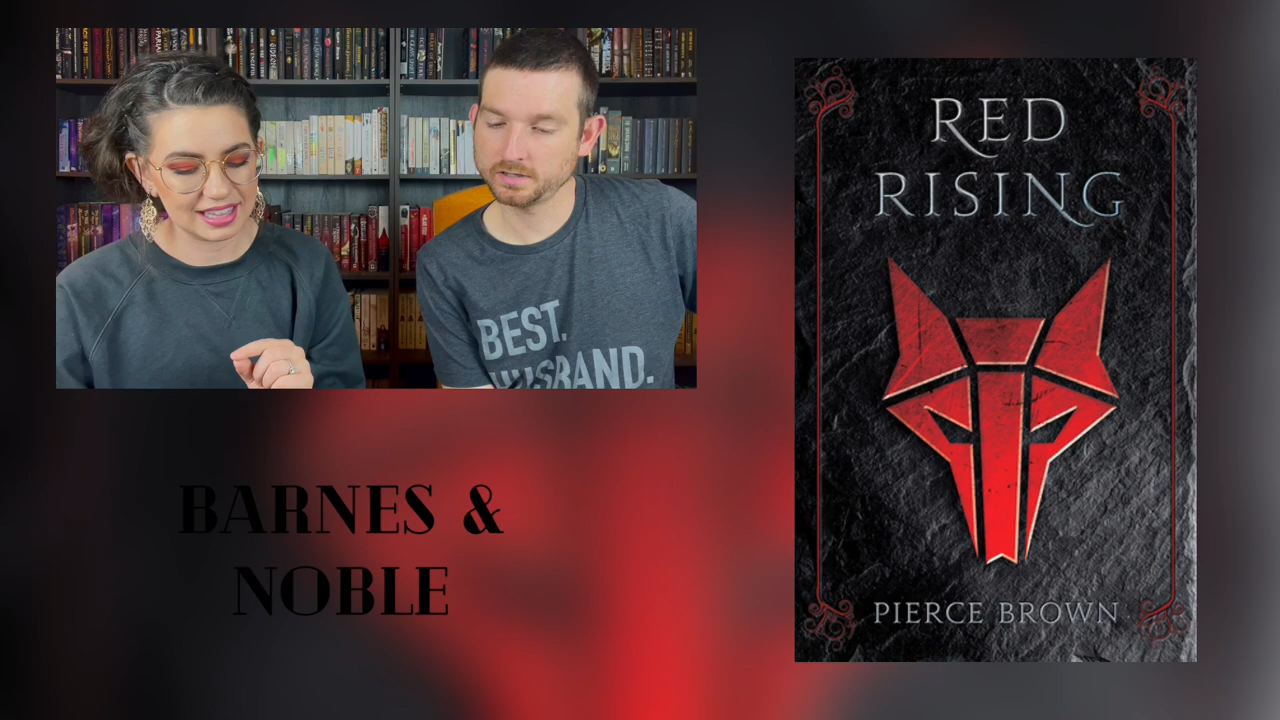 BEST.
HUSBAND.
BARNES &
NOBLE
RED
RISING
PIERCE BROWN